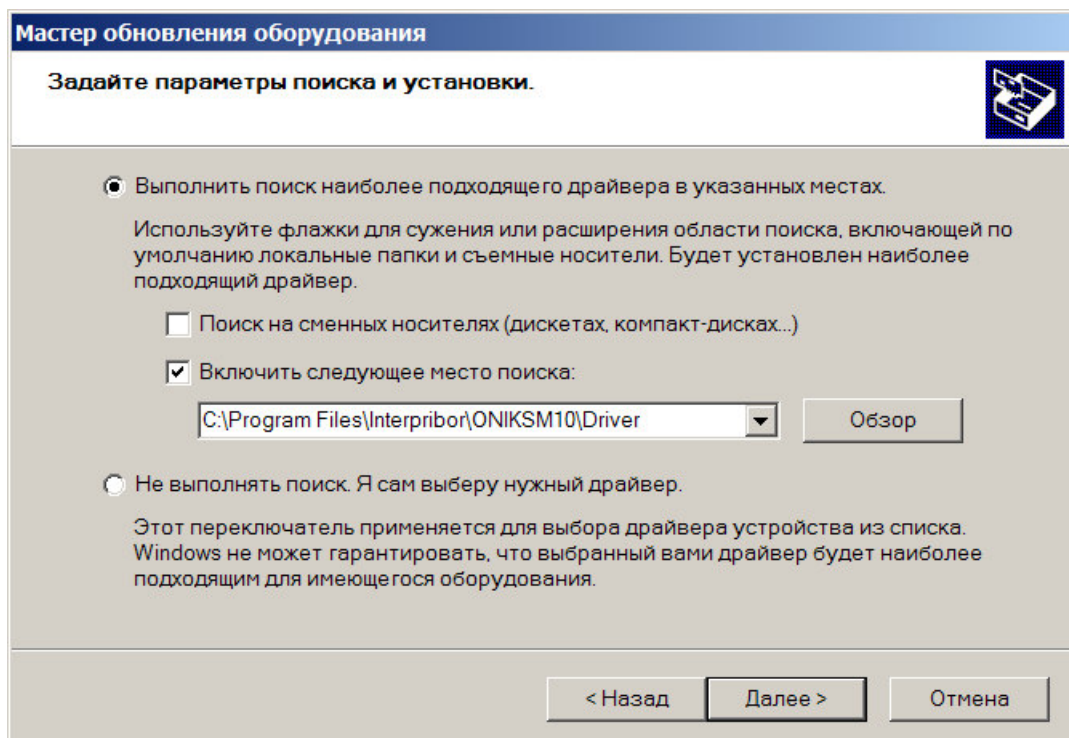 Мастер обновления оборудования
Задайте параметры поиска и установки.
Выполнить поиск наиболее подходящего драйвера в указанных местах.
Используйте флажки для сужения или расширения области поиска, включающей по
умолчанию локальные папки и съемные носители. Будет установлен наиболее
подходящий драйвер.
Поиск на сменных носителях (дискетах, компакт-дисках...)
Включить следующее место поиска:
C:\Program Files\Interpribor\ONIKSM10\Driver
Обзор
Не выполнять поиск. Я сам выберу нужный драйвер.
Этот переключатель применяется для выбора драйвера устройства из списка.
Windows не может гарантировать, что выбранный вами драйвер будет наиболее
подходящим для имеющегося оборудования.
< Назад Далее > Отмена